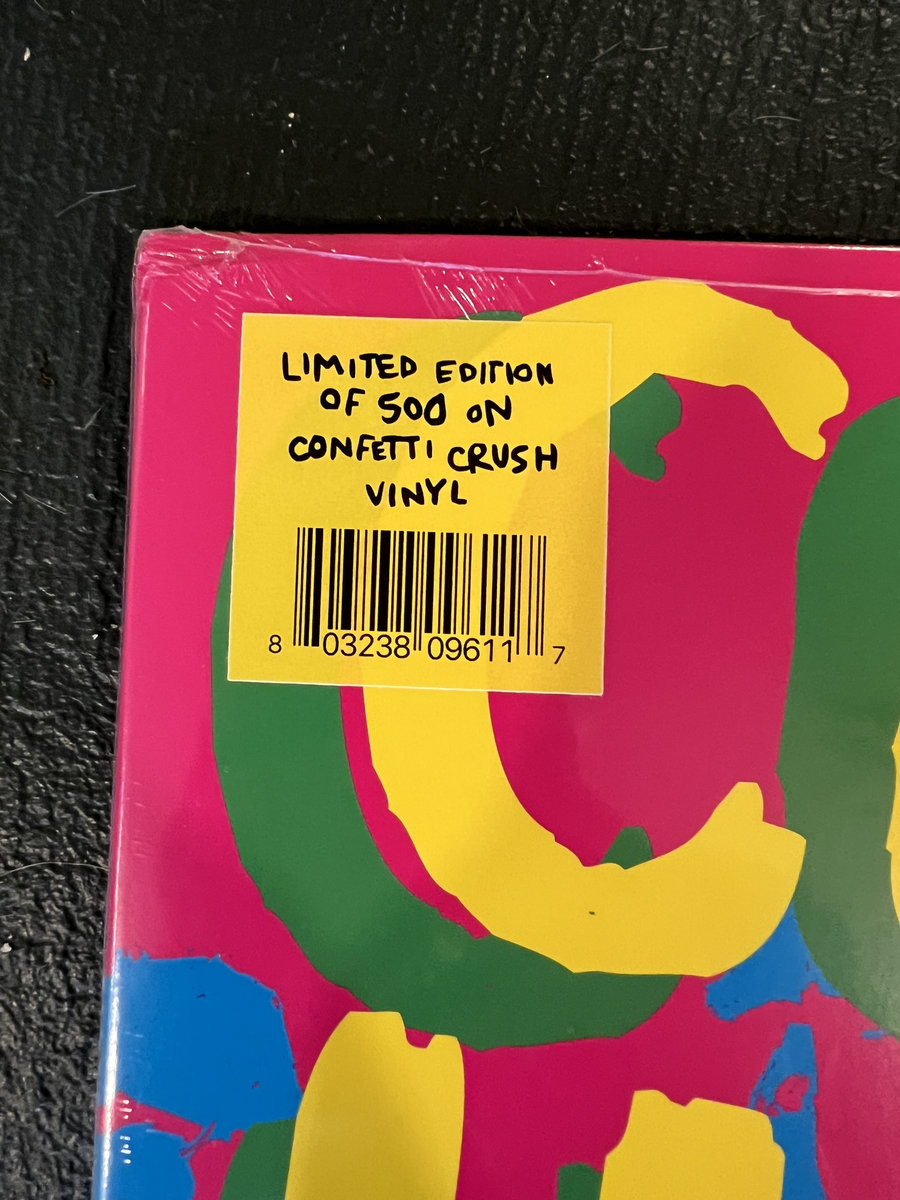 LIMITED EDITION
OF 500 ON
CONFETTI CRUSH
VINYL
8 03238 09611 7